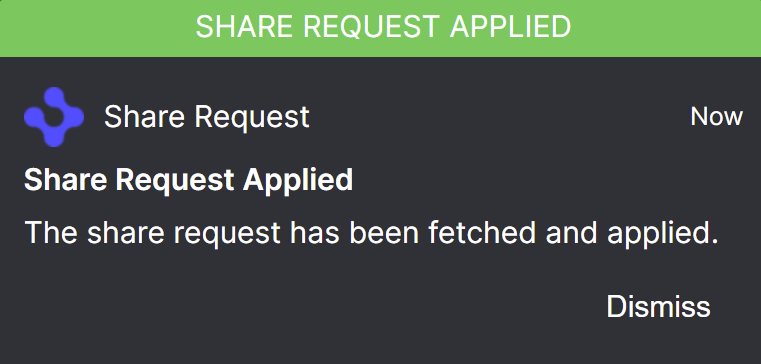 SHARE REQUEST APPLIED
Share Request Now
Share Request Applied
The share request has been fetched and applied.
Dismiss